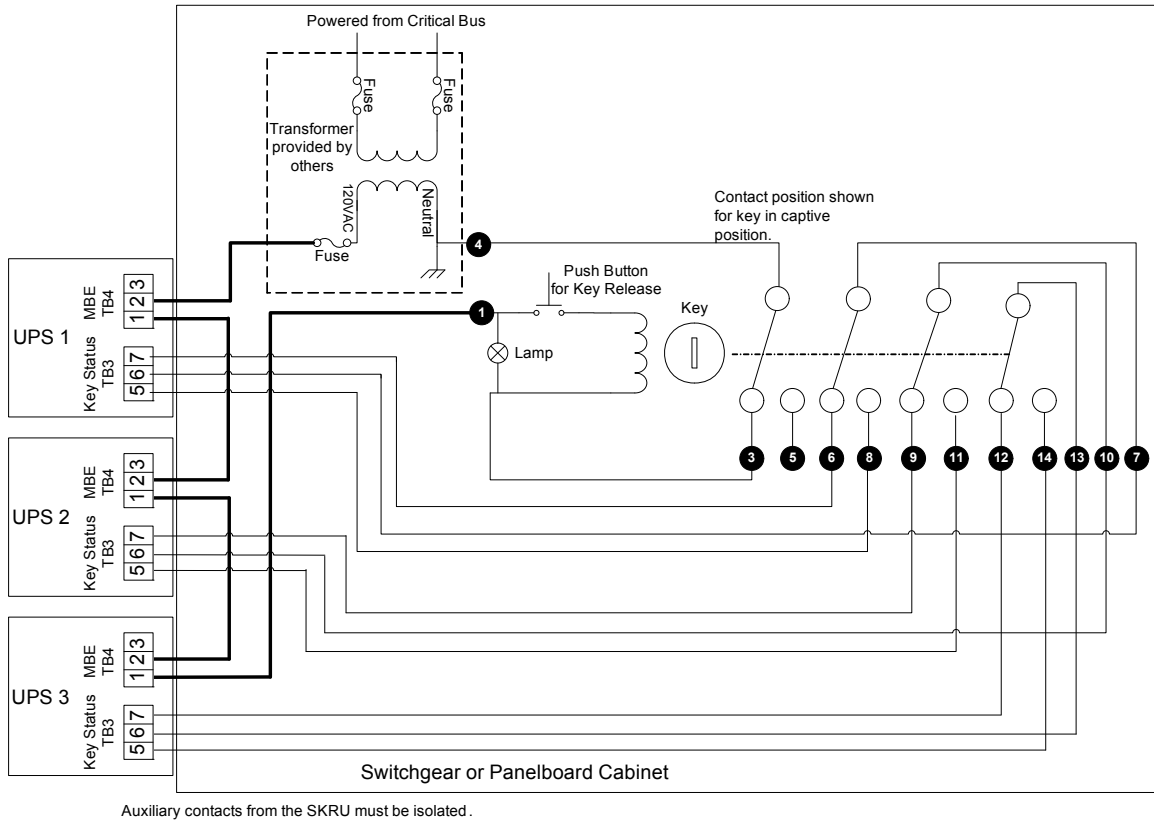 Powered from Critical Bus
Fuse
Fuse
Transformer
provided by
others
120VAC
Neutral
Fuse
4
Contact position shown
for key in captive
position.
Push Button
for Key Release
1
Lamp
Key
3
5
6
8
9
11
12
14
13
10
7
UPS 1
MBE
TB4
1 2 3
Key Status
TB3
5 6 7
UPS 2
MBE
TB4
1 2 3
Key Status
TB3
5 6 7
UPS 3
MBE
TB4
1 2 3
Key Status
TB3
5 6 7
Switchgear or Panelboard Cabinet
Auxiliary contacts from the SKRU must be isolated.